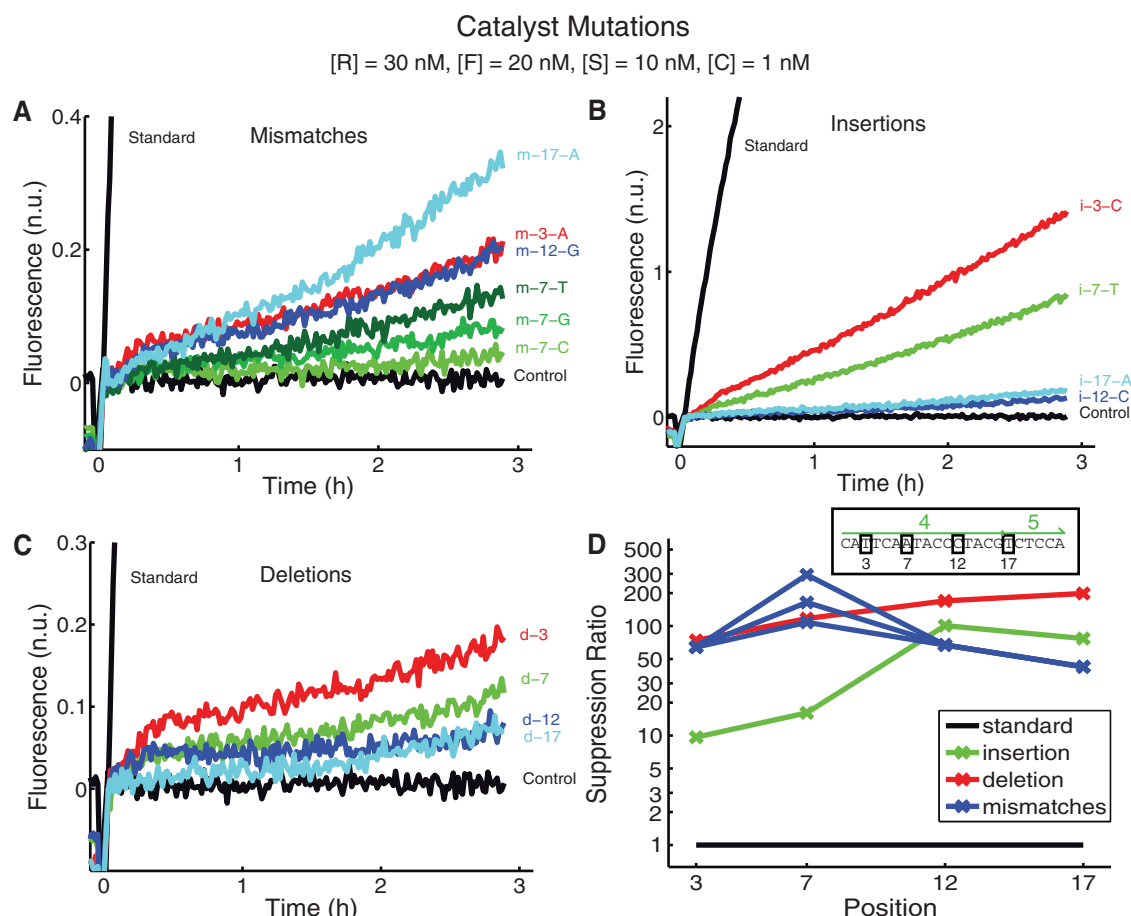 Catalyst Mutations
[R] = 30 nM, [F] = 20 nM, [S] = 10 nM, [C] = 1 nM
A
Standard
Mismatches
m-17-A
m-3-A
m-12-G
m-7-T
m-7-G
m-7-C
Control
0.4
0.2
0
Fluorescence (n.u.)
0 1 2 3
Time (h)
B
Insertions
Standard
i-3-C
i-7-T
i-17-A
i-12-C
Control
2
1
0
Fluorescence (n.u.)
0 1 2 3
Time (h)
C
Standard
Deletions
d-3
d-7
d-12
d-17
Control
0.3
0.2
0.1
0
Fluorescence (n.u.)
0 1 2 3
Time (h)
D
4 5
CATTCAATACCCTACGTCTCCA
3 7 12 17
500
300
200
100
50
30
20
10
5
3
2
1
Suppression Ratio
standard
insertion
deletion
mismatches
3 7 12 17
Position